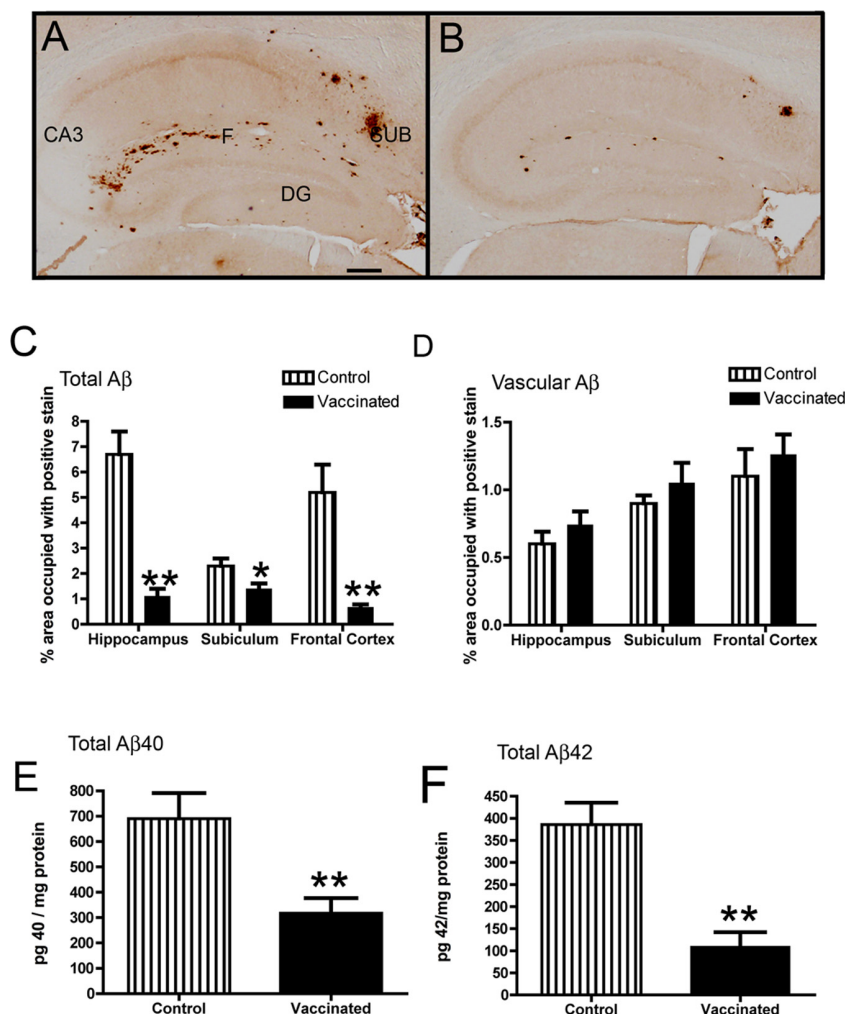 A
B
CA3
F
SUB
DG
C
Total Aβ
Control
Vaccinated
% area occupied with positive stain
8
7
6
5
4
3
2
1
0
**
*
**
Hippocampus
Subiculum
Frontal Cortex
D
Vascular Aβ
Control
Vaccinated
% area occupied with positive stain
1.5
1.0
0.5
0.0
Hippocampus
Subiculum
Frontal Cortex
E
Total Aβ40
pg 40 / mg protein
800
700
600
500
400
300
200
100
0
**
Control
Vaccinated
F
Total Aβ42
pg 42/mg protein
450
400
350
300
250
200
150
100
50
0
**
Control
Vaccinated